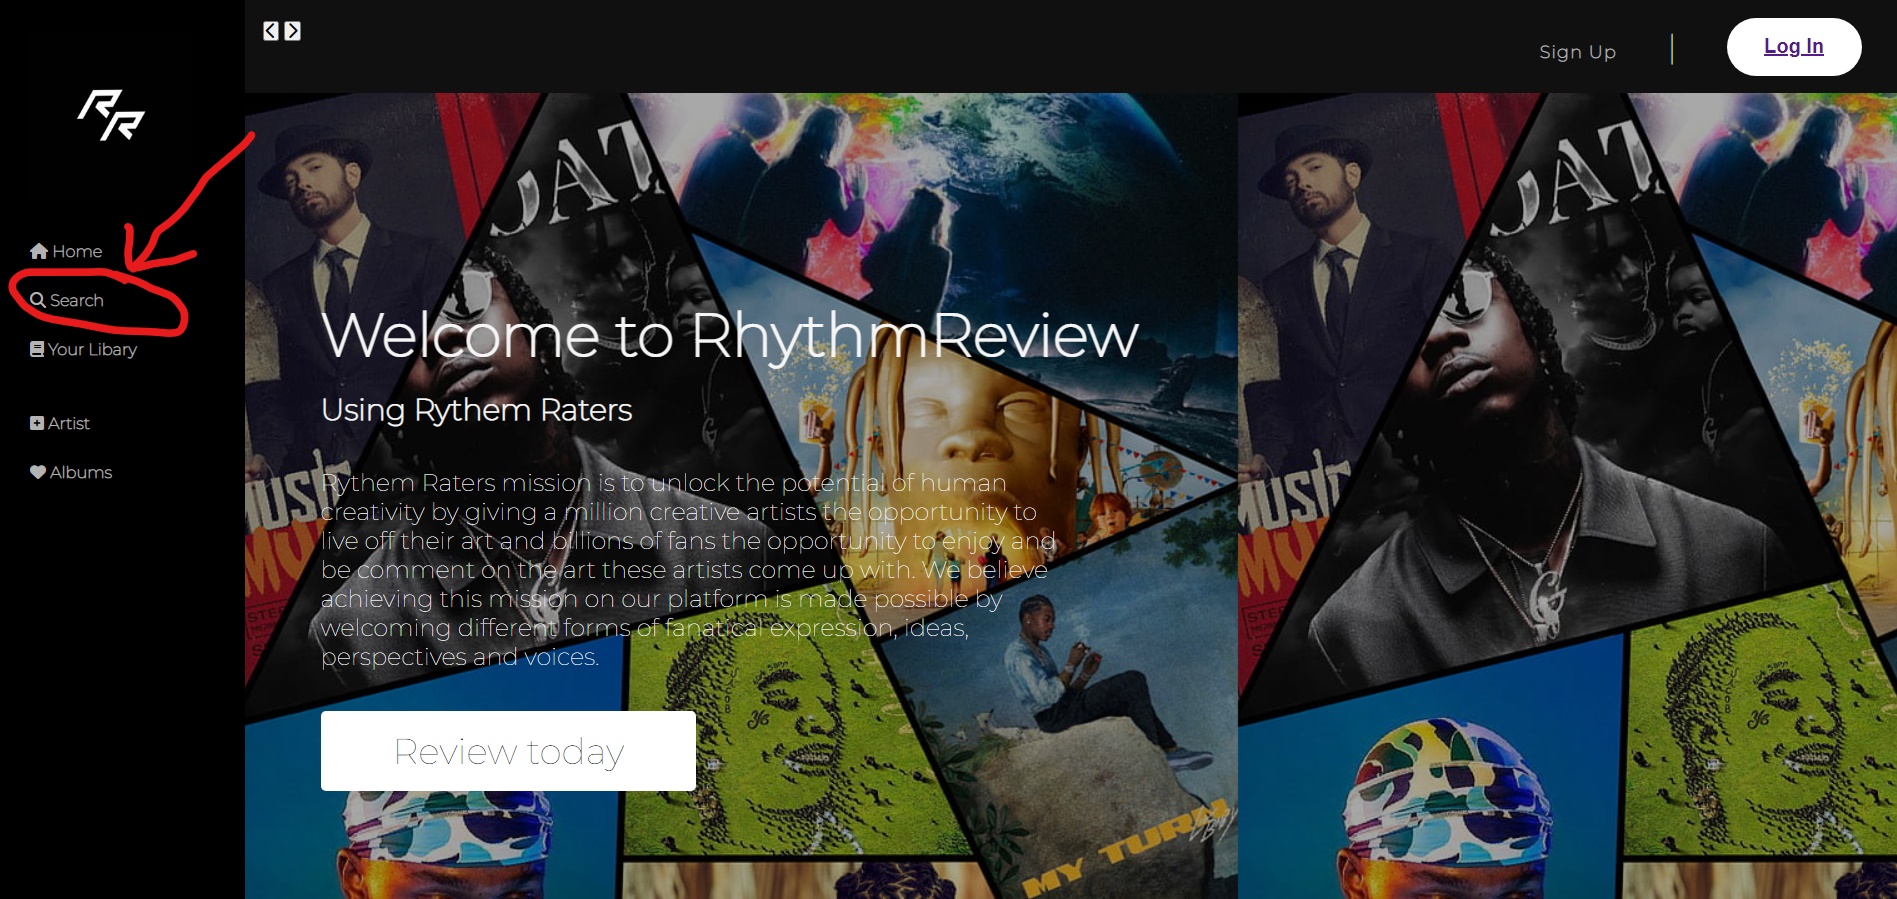 RR
Sign Up
Log In
Home
Search
Your Libary
Artist
Albums
Welcome to RhythmReview
Using Rythem Raters
Rythem Raters mission is to unlock the potential of human
creativity by giving a million creative artists the opportunity to
live off their art and billions of fans the opportunity to enjoy and
be comment on the art these artists come up with. We believe
achieving this mission on our platform is made possible by
welcoming different forms of fanatical expression, ideas,
perspectives and voices.
Review today
MUSIC
MY TURN